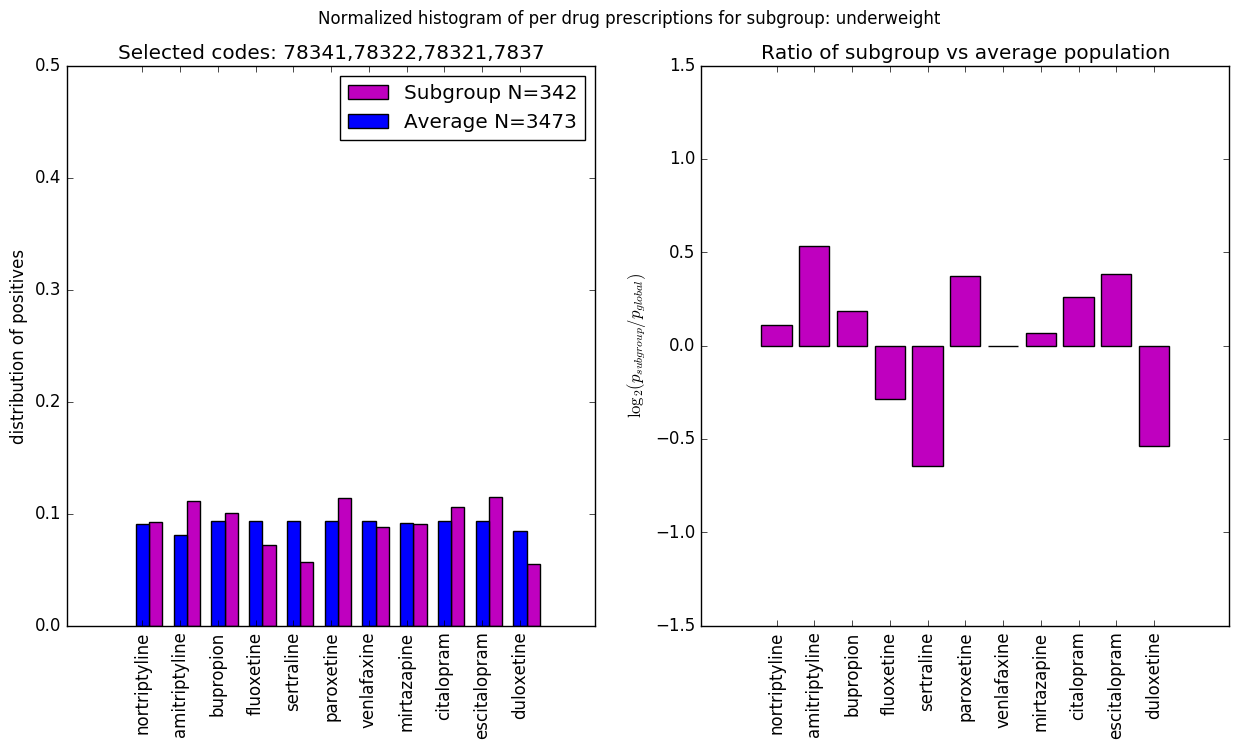 Normalized histogram of per drug prescriptions for subgroup: underweight
Selected codes: 78341,78322,78321,7837
0.5
0.4
0.3
0.2
0.1
0.0
distribution of positives
Subgroup N=342
Average N=3473
nortriptyline
amitriptyline
bupropion
fluoxetine
sertraline
paroxetine
venlafaxine
mirtazapine
citalopram
escitalopram
duloxetine
Ratio of subgroup vs average population
1.5
1.0
0.5
0.0
−0.5
−1.0
−1.5
log2(psubgroup/pglobal)
nortriptyline
amitriptyline
bupropion
fluoxetine
sertraline
paroxetine
venlafaxine
mirtazapine
citalopram
escitalopram
duloxetine